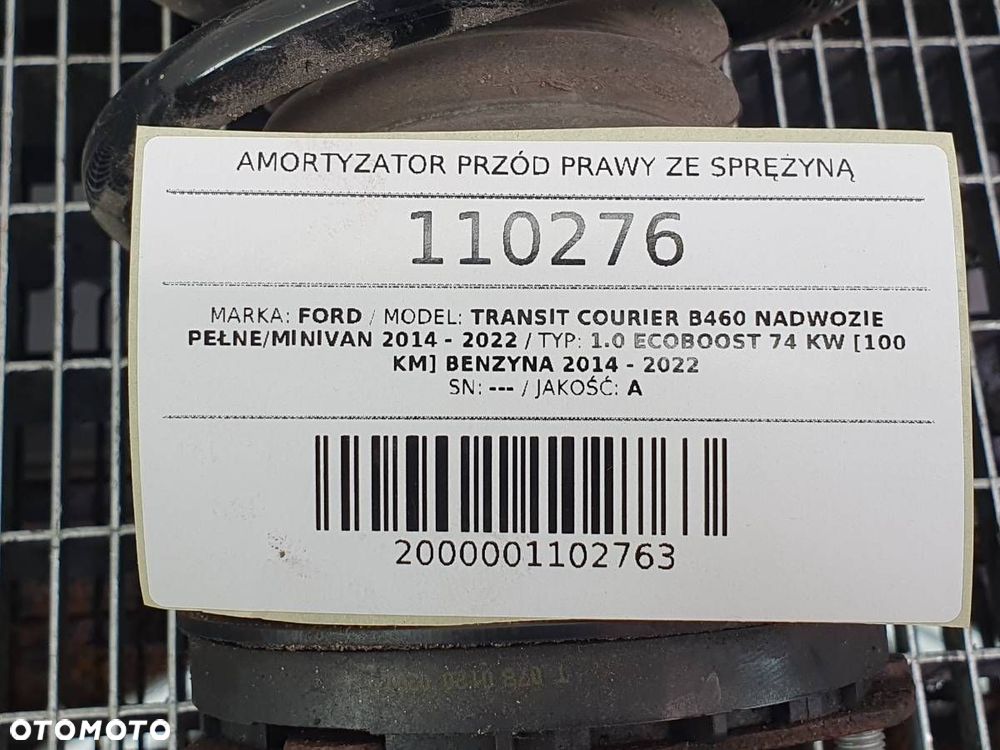 AMORTYZATOR PRZÓD PRAWY ZE SPRĘŻYNĄ
110276
MARKA: FORD / MODEL: TRANSIT COURIER B460 NADWOZIE
PEŁNE/MINIVAN 2014 - 2022 / TYP: 1.0 ECOBOOST 74 KW [100
KM] BENZYNA 2014 - 2022
SN: --- / JAKOŚĆ: A
2000001102763
OTOMOTO